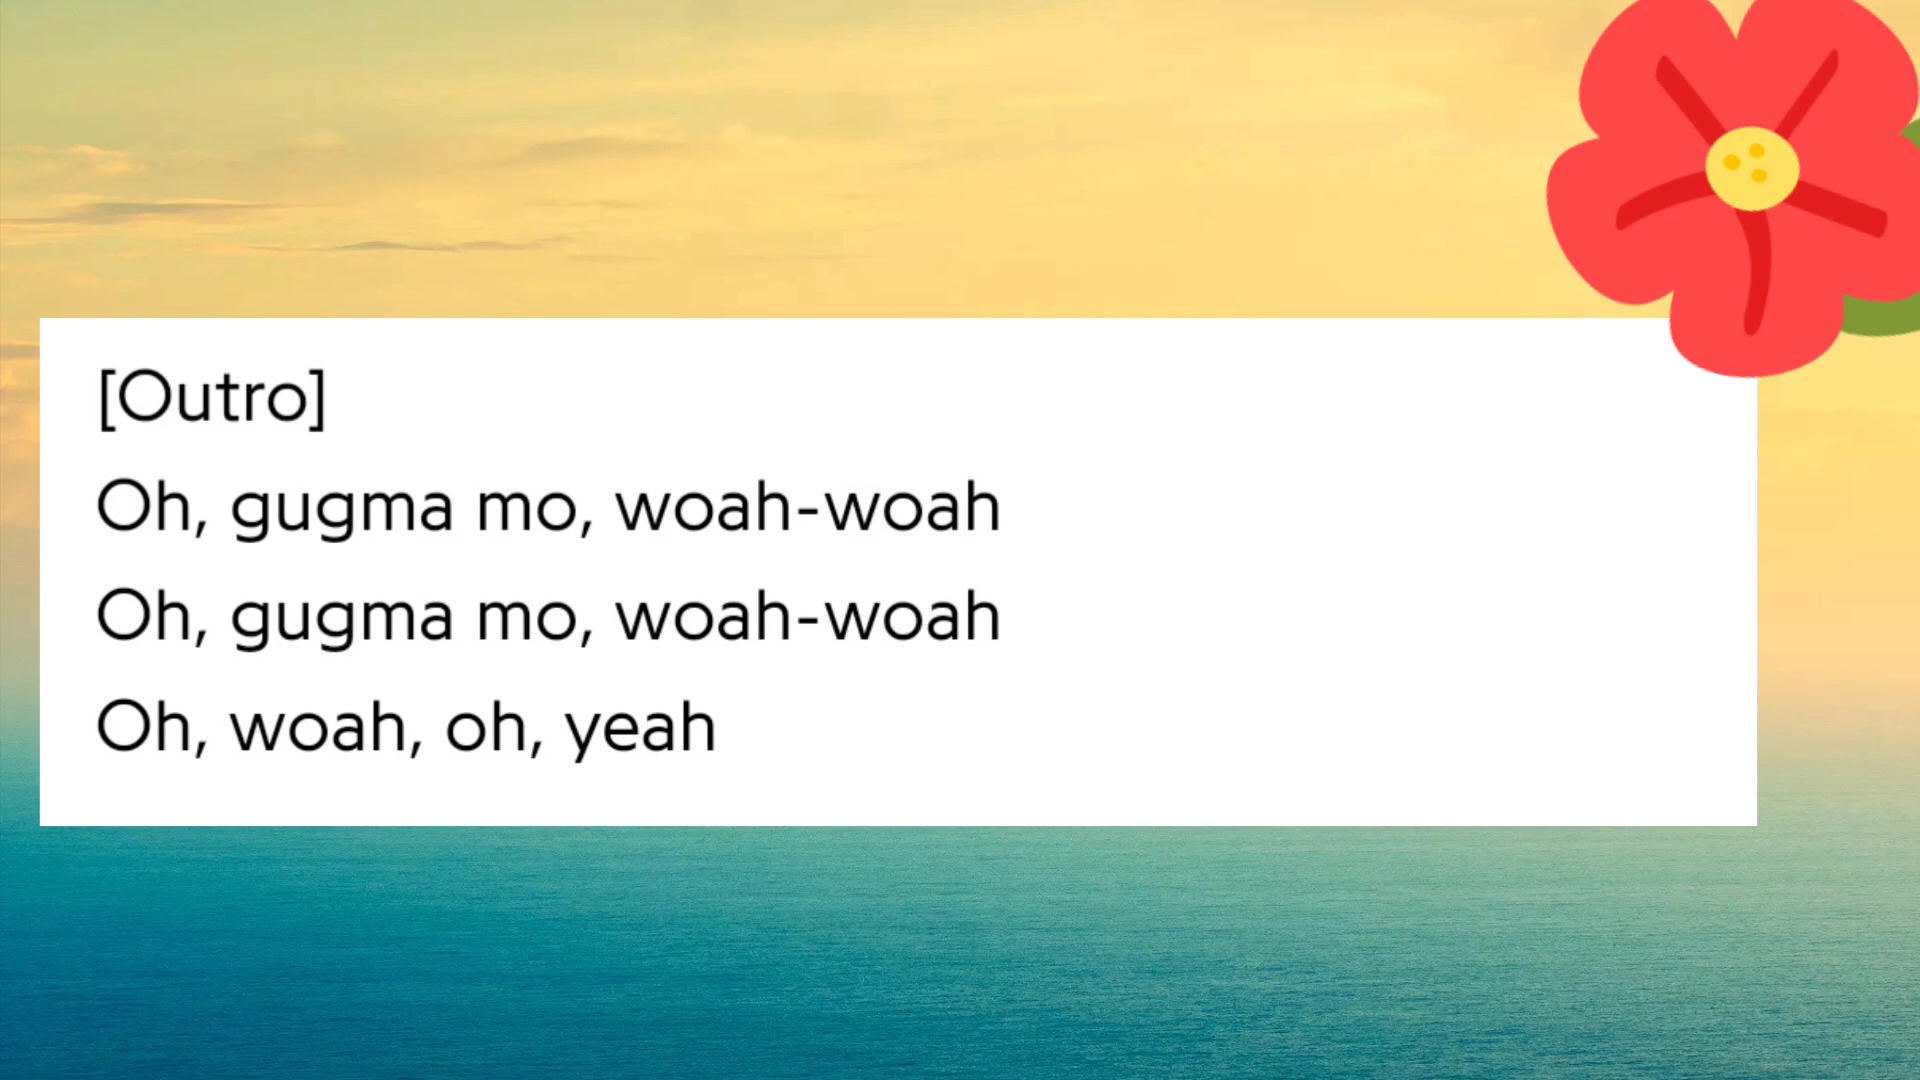 [Outro]
Oh, gugma mo, woah-woah
Oh, gugma mo, woah-woah
Oh, woah, oh, yeah